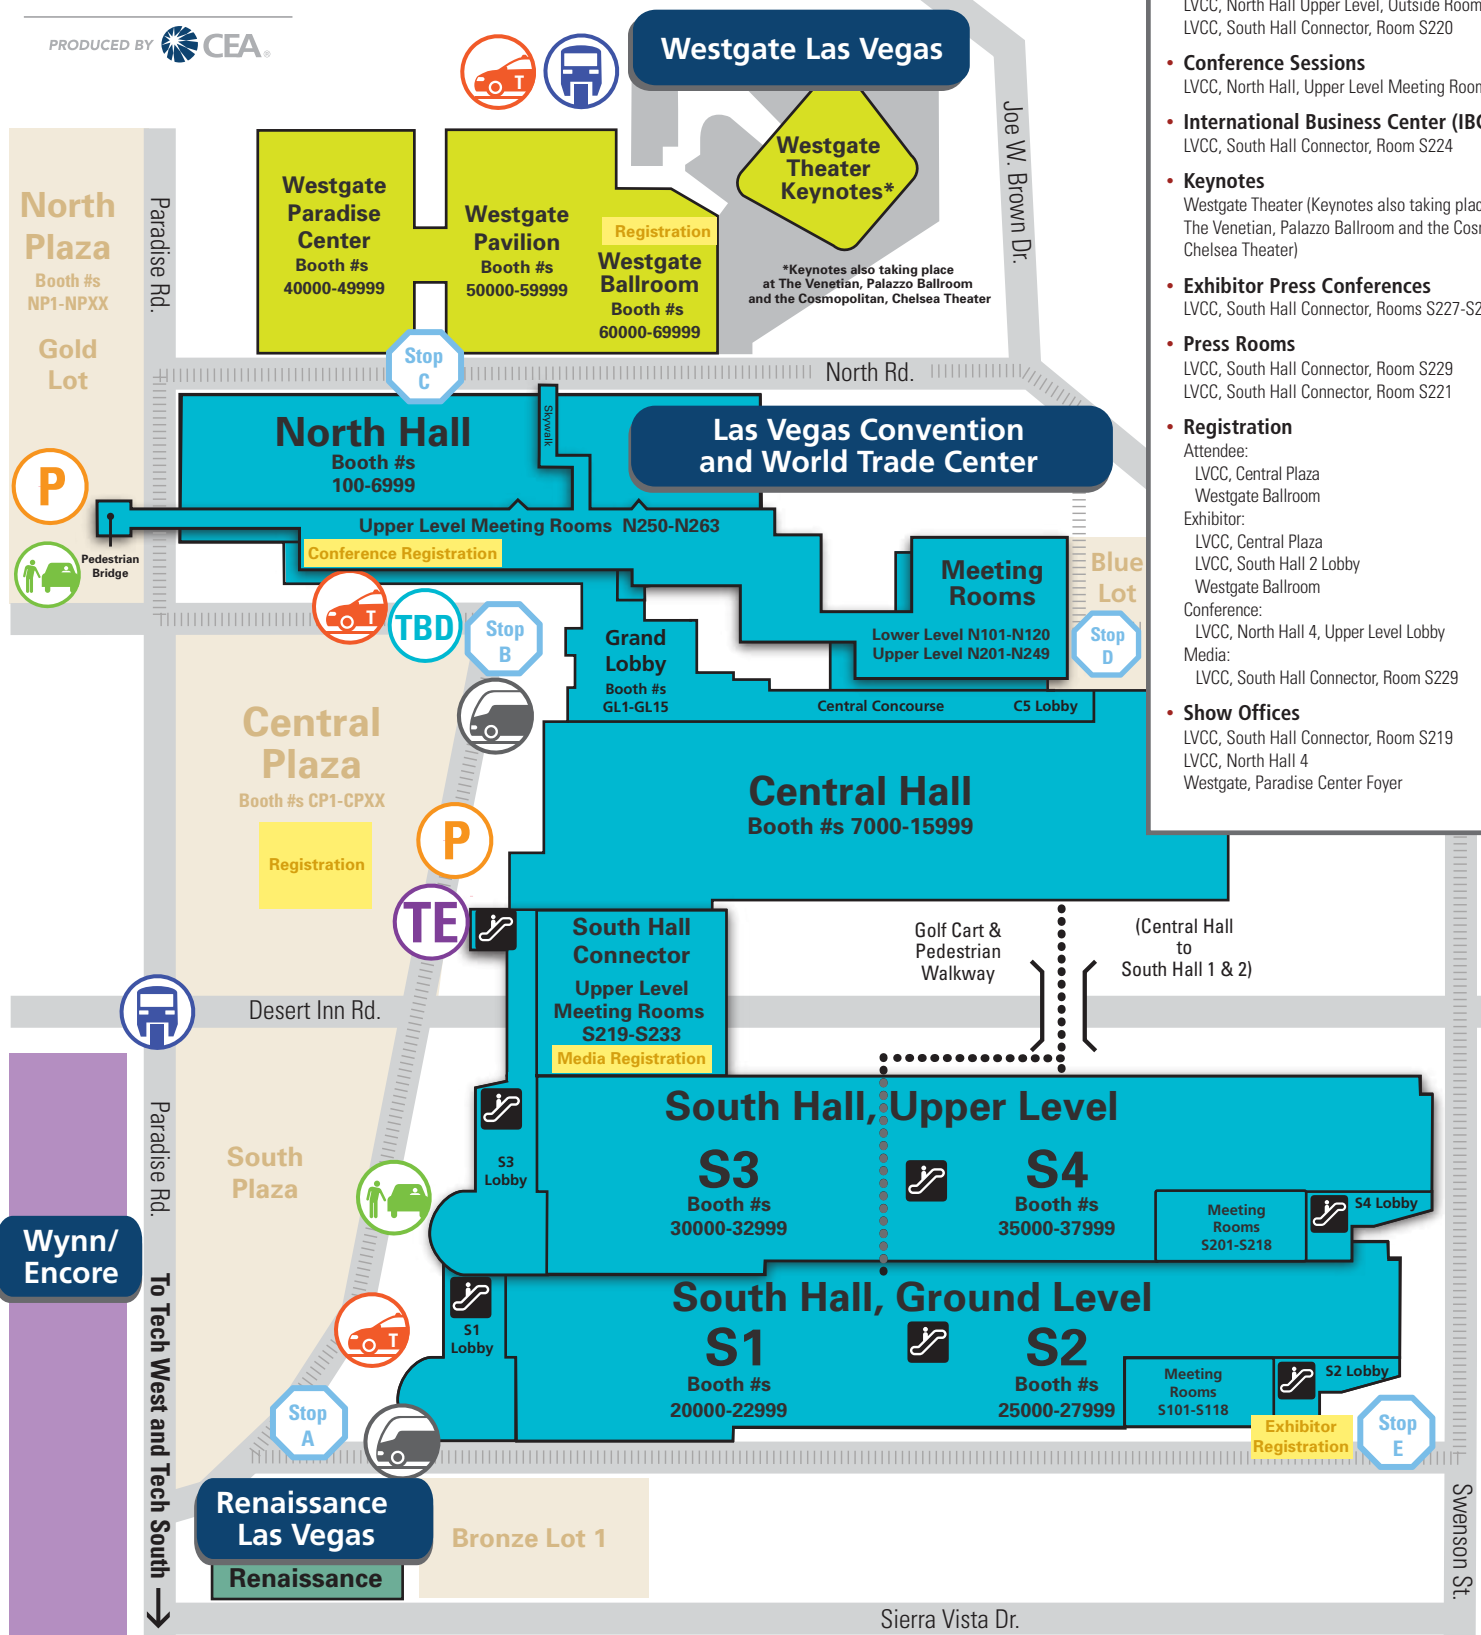 PRODUCED BY CEA
Westgate Las Vegas
T
Westgate
Paradise
Center
Booth #s
40000-49999
Westgate
Pavilion
Booth #s
50000-59999
Registration
Westgate
Ballroom
Booth #s
60000-69999
Westgate
Theater
Keynotes*
*Keynotes also taking place
at The Venetian, Palazzo Ballroom
and the Cosmopolitan, Chelsea Theater
Joe W. Brown Dr.
North
Plaza
Booth #s
NP1-NPXX
Gold
Lot
Paradise Rd.
Stop
C
North Rd.
North Hall
Booth #s
100-6999
Skywalk
Las Vegas Convention
and World Trade Center
P
Upper Level Meeting Rooms N250-N263
Conference Registration
Pedestrian
Bridge
T
TBD
Stop
B
Grand
Lobby
Booth #s
GL1-GL15
Meeting
Rooms
Lower Level N101-N120
Upper Level N201-N249
Blue
Lot
Stop
D
Central Concourse
C5 Lobby
Central
Plaza
Booth #s CP1-CPXX
Registration
P
TE
Central Hall
Booth #s 7000-15999
South Hall
Connector
Upper Level
Meeting Rooms
S219-S233
Media Registration
Golf Cart &
Pedestrian
Walkway
(Central Hall
to
South Hall 1 & 2)
Desert Inn Rd.
South Hall, Upper Level
S3
Booth #s
30000-32999
S4
Booth #s
35000-37999
S3
Lobby
Meeting
Rooms
S201-S218
S4 Lobby
South
Plaza
Paradise Rd.
Wynn/
Encore
To Tech West and Tech South
South Hall, Ground Level
S1
Booth #s
20000-22999
S2
Booth #s
25000-27999
S1
Lobby
Meeting
Rooms
S101-S118
S2 Lobby
T
Stop
A
Exhibitor
Registration
Stop
E
Renaissance
Las Vegas
Renaissance
Bronze Lot 1
Swenson St.
Sierra Vista Dr.
LVCC, North Hall Upper Level, Outside Room
LVCC, South Hall Connector, Room S220
• Conference Sessions
LVCC, North Hall, Upper Level Meeting Room
• International Business Center (IBC
LVCC, South Hall Connector, Room S224
• Keynotes
Westgate Theater (Keynotes also taking place
The Venetian, Palazzo Ballroom and the Cosm
Chelsea Theater)
• Exhibitor Press Conferences
LVCC, South Hall Connector, Rooms S227-S2
• Press Rooms
LVCC, South Hall Connector, Room S229
LVCC, South Hall Connector, Room S221
• Registration
Attendee:
LVCC, Central Plaza
Westgate Ballroom
Exhibitor:
LVCC, Central Plaza
LVCC, South Hall 2 Lobby
Westgate Ballroom
Conference:
LVCC, North Hall 4, Upper Level Lobby
Media:
LVCC, South Hall Connector, Room S229
• Show Offices
LVCC, South Hall Connector, Room S219
LVCC, North Hall 4
Westgate, Paradise Center Foyer